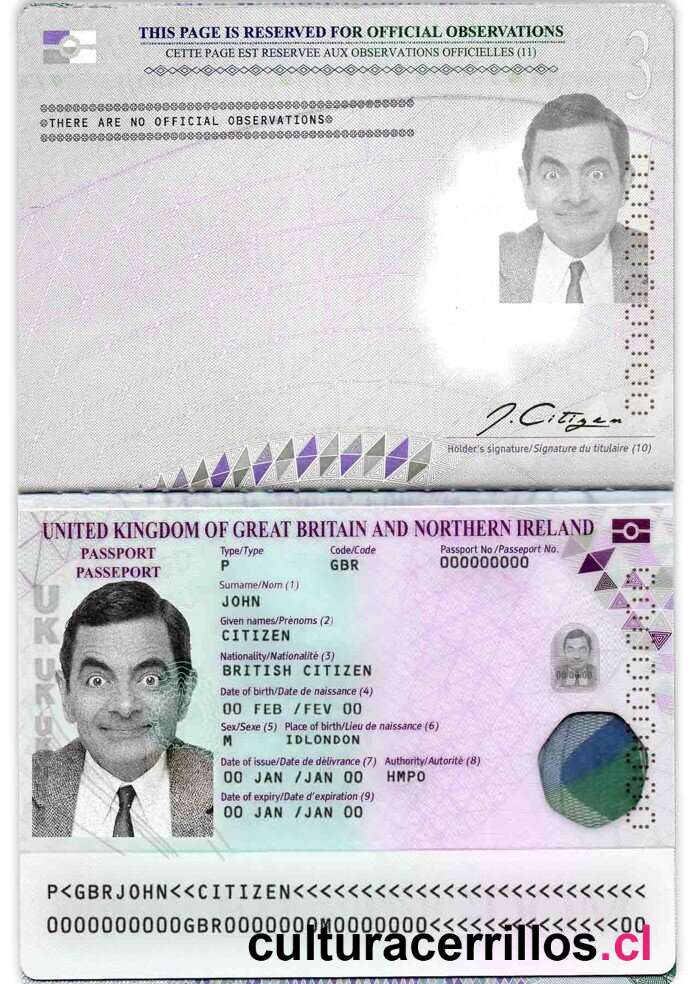 THIS PAGE IS RESERVED FOR OFFICIAL OBSERVATIONS
CETTE PAGE EST RESERVEE AUX OBSERVATIONS OFFICIELLES (11)
3
THERE ARE NO OFFICIAL OBSERVATIONS
J. Citizen
Holder's signature/Signature du titulaire (10)
UNITED KINGDOM OF GREAT BRITAIN AND NORTHERN IRELAND
PASSPORT
PASSEPORT
Type/Type Code/Code Passport No/Passeport No.
P GBR 000000000
Surname/Nom (1)
JOHN
Given names/Prénoms (2)
CITIZEN
Nationality/Nationalité (3)
BRITISH CITIZEN
Date of birth/Date de naissance (4)
00 FEB /FEV 00
Sex/Sexe (5) Place of birth/Lieu de naissance (6)
M IDLONDON
Date of issue/Date de délivrance (7) Authority/Autorité (8)
00 JAN /JAN 00 HMPO
Date of expiry/Date d'expiration (9)
00 JAN /JAN 00
UK UK UK
00 00 00
P<GBRJOHN<<CITIZEN<<<<<<<<<<<<<<<<<<<<<<<<<<
0000000000GBR0000000M0000000<<<<<<<<<<<<<<00
culturacerrillos.cl